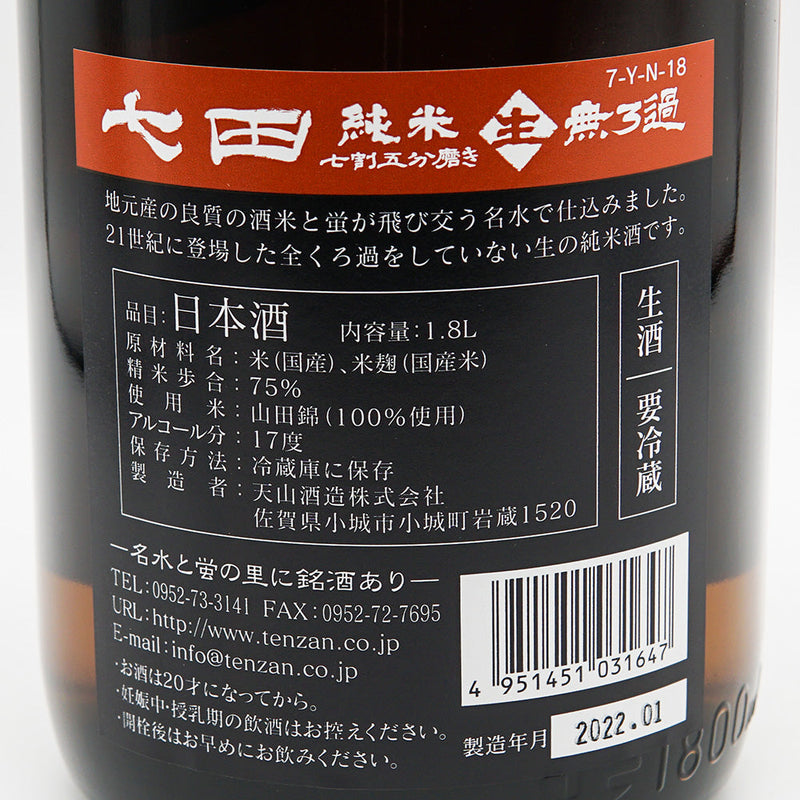 7-Y-N-18
七田 純米 生 無ろ過
七割五分磨き
地元産の良質の酒米と蛍が飛び交う名水で仕込みました。
21世紀に登場した全くろ過をしていない生の純米酒です。
品目:日本酒 内容量:1.8L
原材料名:米(国産)、米麹(国産米)
精米歩合:75%
使用米:山田錦(100%使用)
アルコール分:17度
保存方法:冷蔵庫に保存
製造者:天山酒造株式会社
佐賀県小城市小城町岩蔵1520
生酒|要冷蔵
―名水と蛍の里に銘酒あり―
TEL:0952-73-3141 FAX:0952-72-7695
URL:http://www.tenzan.co.jp
E-mail:info@tenzan.co.jp
・お酒は20才になってから。
・妊娠中・授乳期の飲酒はお控えください。
・開栓後はお早めにお飲みください。
4 951451 031647
製造年月 2022.01